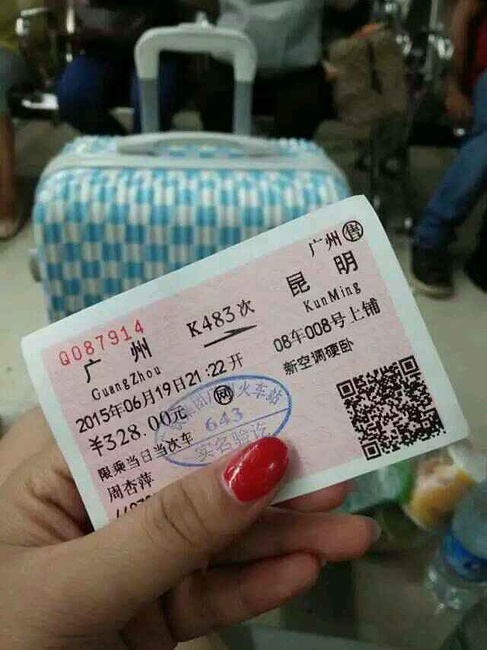 Q087914
广州 售
广州 K483次 昆明
GuangZhou KunMing
2015年06月19日21:22开 08车008号上铺
¥328.00元 网 新空调硬卧
限乘当日当次车
周杏萍
火车站
643
实名验讫